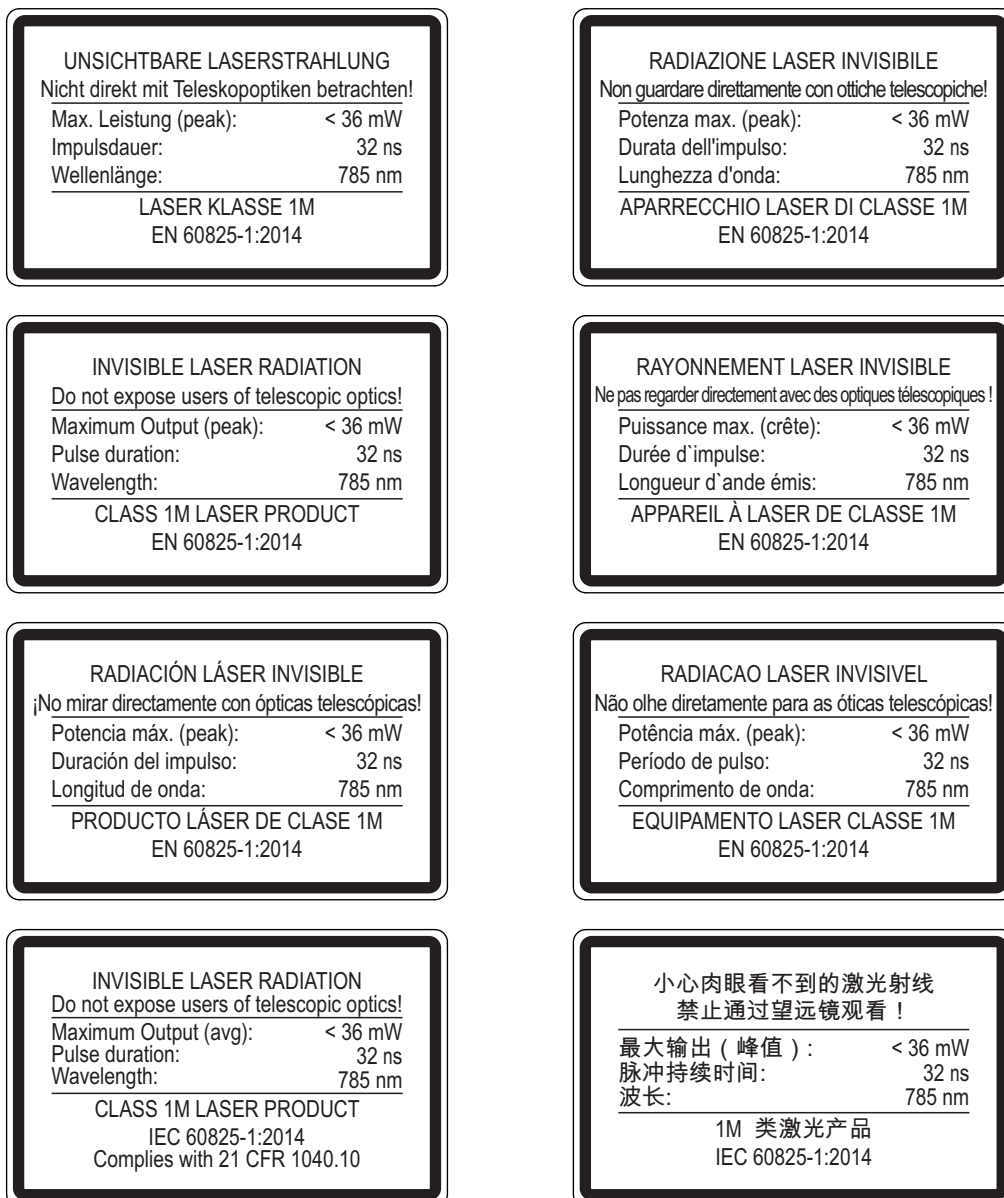 UNSICHTBARE LASERSTRAHLUNG
Nicht direkt mit Teleskopoptiken betrachten!
Max. Leistung (peak): < 36 mW
Impulsdauer: 32 ns
Wellenlänge: 785 nm
LASER KLASSE 1M
EN 60825-1:2014
RADIAZIONE LASER INVISIBILE
Non guardare direttamente con ottiche telescopiche!
Potenza max. (peak): < 36 mW
Durata dell'impulso: 32 ns
Lunghezza d'onda: 785 nm
APARRECCHIO LASER DI CLASSE 1M
EN 60825-1:2014
INVISIBLE LASER RADIATION
Do not expose users of telescopic optics!
Maximum Output (peak): < 36 mW
Pulse duration: 32 ns
Wavelength: 785 nm
CLASS 1M LASER PRODUCT
EN 60825-1:2014
RAYONNEMENT LASER INVISIBLE
Ne pas regarder directement avec des optiques télescopiques !
Puissance max. (crête): < 36 mW
Durée d`impulse: 32 ns
Longueur d`ande émis: 785 nm
APPAREIL À LASER DE CLASSE 1M
EN 60825-1:2014
RADIACIÓN LÁSER INVISIBLE
¡No mirar directamente con ópticas telescópicas!
Potencia máx. (peak): < 36 mW
Duración del impulso: 32 ns
Longitud de onda: 785 nm
PRODUCTO LÁSER DE CLASE 1M
EN 60825-1:2014
RADIACAO LASER INVISIVEL
Não olhe diretamente para as óticas telescópicas!
Potência máx. (peak): < 36 mW
Período de pulso: 32 ns
Comprimento de onda: 785 nm
EQUIPAMENTO LASER CLASSE 1M
EN 60825-1:2014
INVISIBLE LASER RADIATION
Do not expose users of telescopic optics!
Maximum Output (avg): < 36 mW
Pulse duration: 32 ns
Wavelength: 785 nm
CLASS 1M LASER PRODUCT
IEC 60825-1:2014
Complies with 21 CFR 1040.10
小心肉眼看不到的激光射线
禁止通过望远镜观看！
最大输出（峰值）: < 36 mW
脉冲持续时间: 32 ns
波长: 785 nm
1M 类激光产品
IEC 60825-1:2014